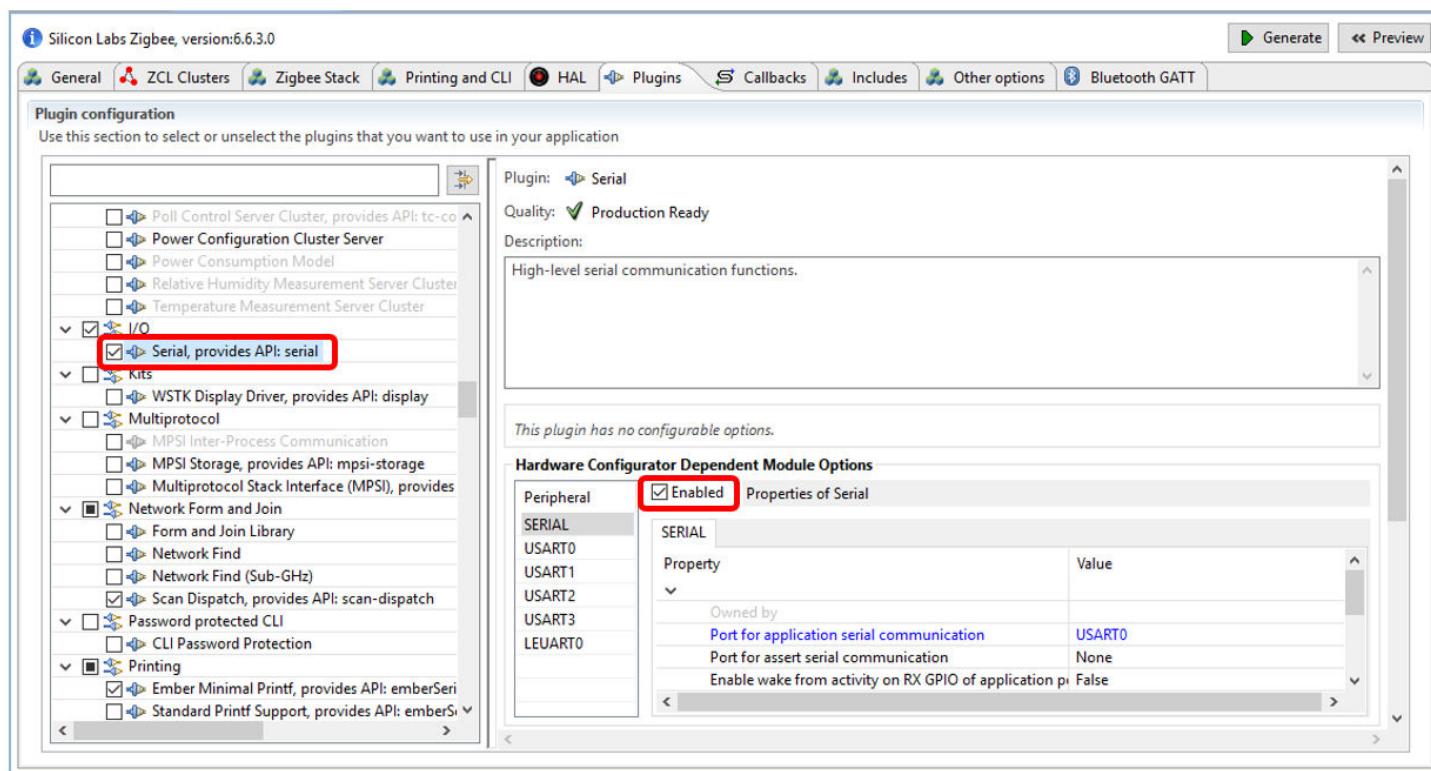 Silicon Labs Zigbee, version:6.6.3.0
Generate
Preview
General
ZCL Clusters
Zigbee Stack
Printing and CLI
HAL
Plugins
Callbacks
Includes
Other options
Bluetooth GATT
Plugin configuration
Use this section to select or unselect the plugins that you want to use in your application
Poll Control Server Cluster, provides API: tc-co
Power Configuration Cluster Server
Power Consumption Model
Relative Humidity Measurement Server Cluster
Temperature Measurement Server Cluster
I/O
Serial, provides API: serial
Kits
WSTK Display Driver, provides API: display
Multiprotocol
MPSI Inter-Process Communication
MPSI Storage, provides API: mpsi-storage
Multiprotocol Stack Interface (MPSI), provides
Network Form and Join
Form and Join Library
Network Find
Network Find (Sub-GHz)
Scan Dispatch, provides API: scan-dispatch
Password protected CLI
CLI Password Protection
Printing
Ember Minimal Printf, provides API: emberSeri
Standard Printf Support, provides API: emberS
Plugin: Serial
Quality: Production Ready
Description:
High-level serial communication functions.
This plugin has no configurable options.
Hardware Configurator Dependent Module Options
Peripheral
SERIAL
USART0
USART1
USART2
USART3
LEUART0
Enabled Properties of Serial
SERIAL
Property Value
Owned by
Port for application serial communication USART0
Port for assert serial communication None
Enable wake from activity on RX GPIO of application p False